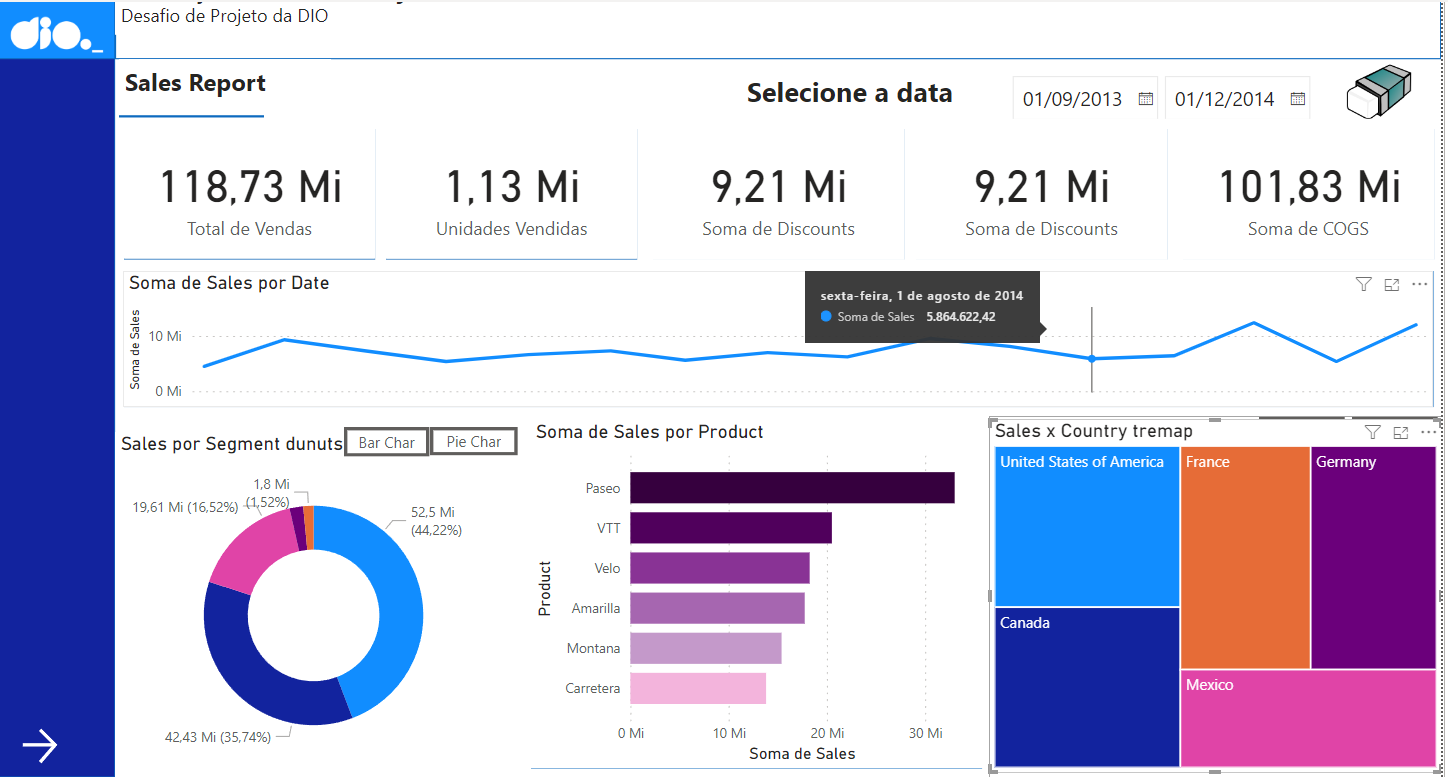 dio._
Desafio de Projeto da DIO
Sales Report
Selecione a data
01/09/2013
01/12/2014
118,73 Mi
Total de Vendas
1,13 Mi
Unidades Vendidas
9,21 Mi
Soma de Discounts
9,21 Mi
Soma de Discounts
101,83 Mi
Soma de COGS
Soma de Sales por Date
Soma de Sales
10 Mi
0 Mi
sexta-feira, 1 de agosto de 2014
Soma de Sales 5.864.622,42
Sales por Segment dunuts
Bar Char
Pie Char
1,8 Mi
(1,52%)
19,61 Mi (16,52%)
52,5 Mi
(44,22%)
42,43 Mi (35,74%)
Soma de Sales por Product
Product
Paseo
VTT
Velo
Amarilla
Montana
Carretera
0 Mi
10 Mi
20 Mi
30 Mi
Soma de Sales
Sales x Country tremap
United States of America
France
Germany
Canada
Mexico